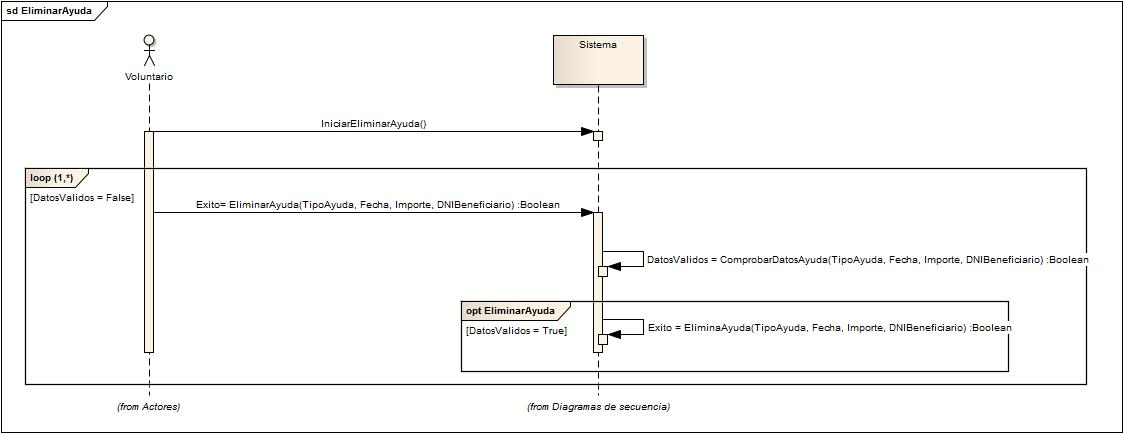 sd EliminarAyuda
Voluntario
Sistema
IniciarEliminarAyuda()
loop (1,*)
[DatosValidos = False]
Exito= EliminarAyuda(TipoAyuda, Fecha, Importe, DNIBeneficiario) :Boolean
DatosValidos = ComprobarDatosAyuda(TipoAyuda, Fecha, Importe, DNIBeneficiario) :Boolean
opt EliminarAyuda
[DatosValidos = True]
Exito = EliminaAyuda(TipoAyuda, Fecha, Importe, DNIBeneficiario) :Boolean
(from Actores)
(from Diagramas de secuencia)